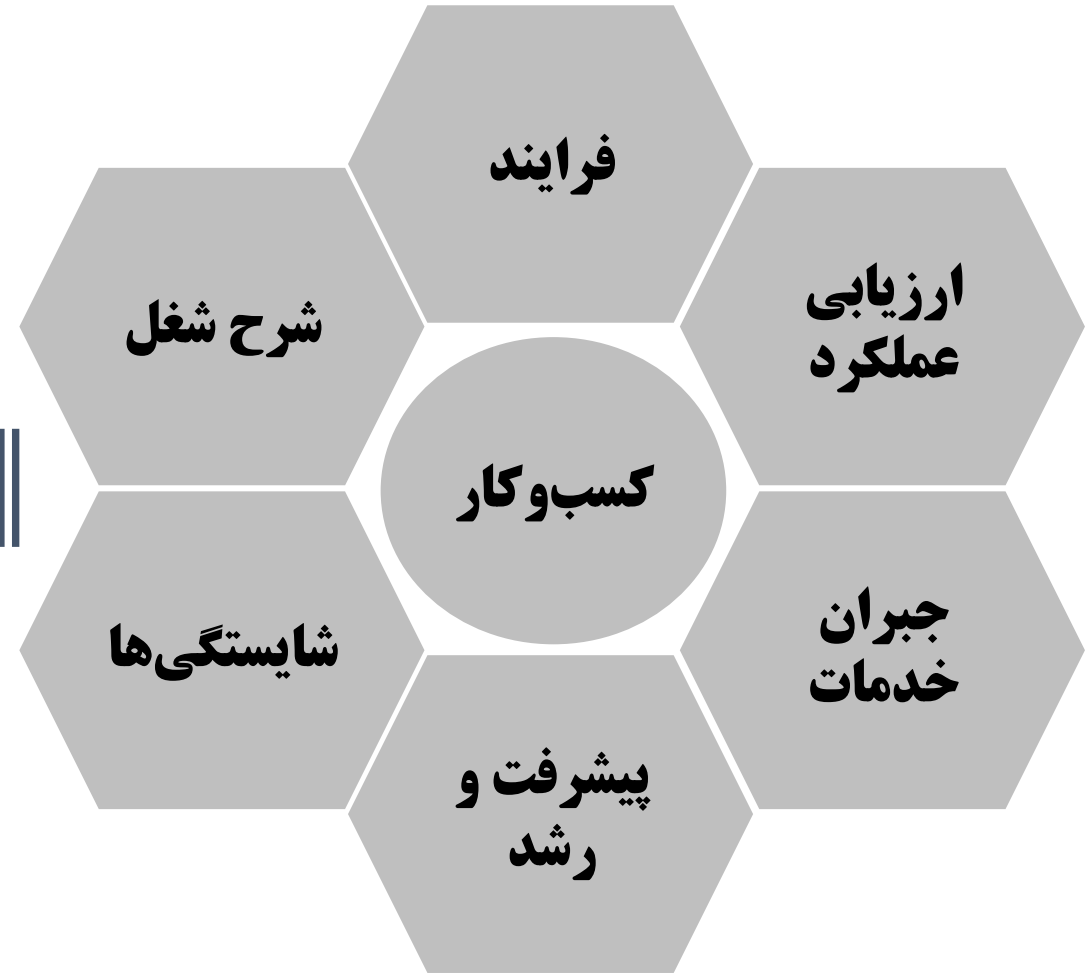 فرایند
ارزیابی
عملکرد
شرح شغل
کسب‌وکار
جبران
خدمات
شایستگی‌ها
پیشرفت و
رشد